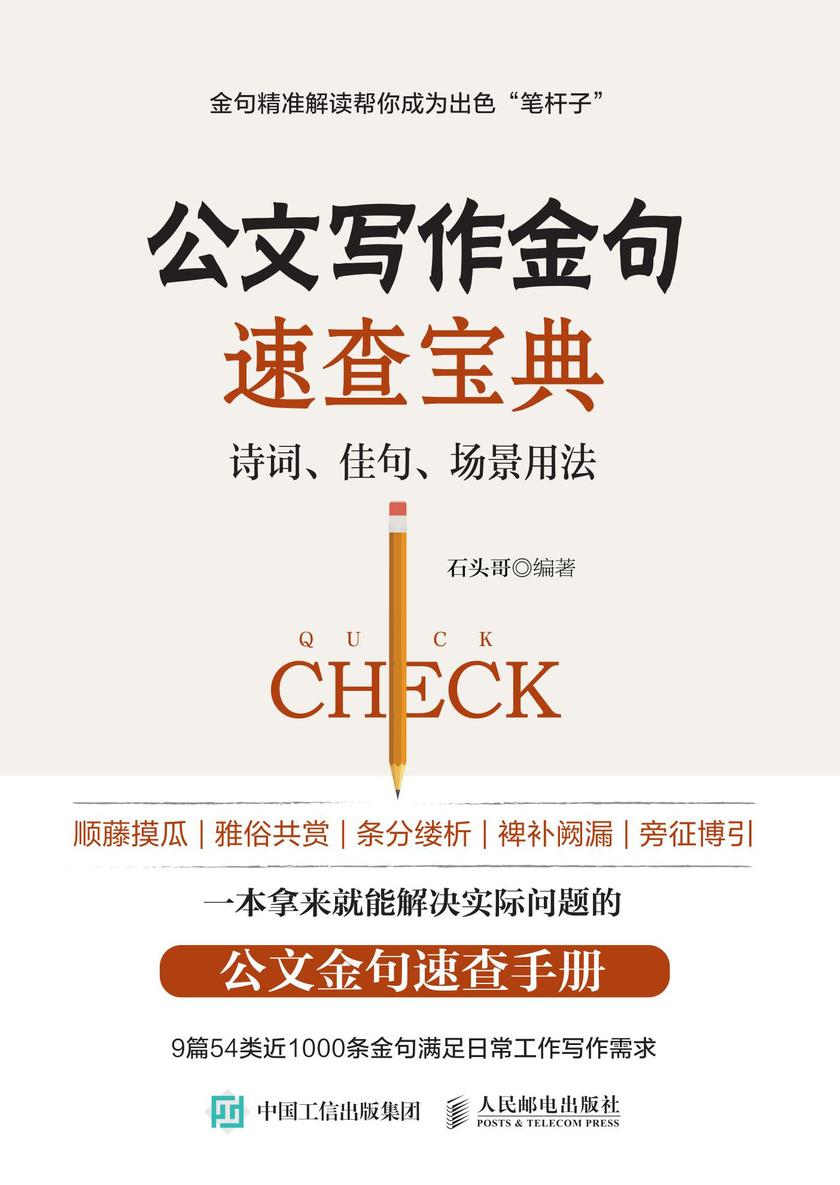 金句精准解读帮你成为出色“笔杆子”
公文写作金句
速查宝典
诗词、佳句、场景用法
石头哥◎编著
QUICK
CHECK
顺藤摸瓜 | 雅俗共赏 | 条分缕析 | 裨补阙漏 | 旁征博引
一本拿来就能解决实际问题的
公文金句速查手册
9篇54类近1000条金句满足日常工作写作需求
中国工信出版集团
人民邮电出版社
POSTS & TELECOM PRESS